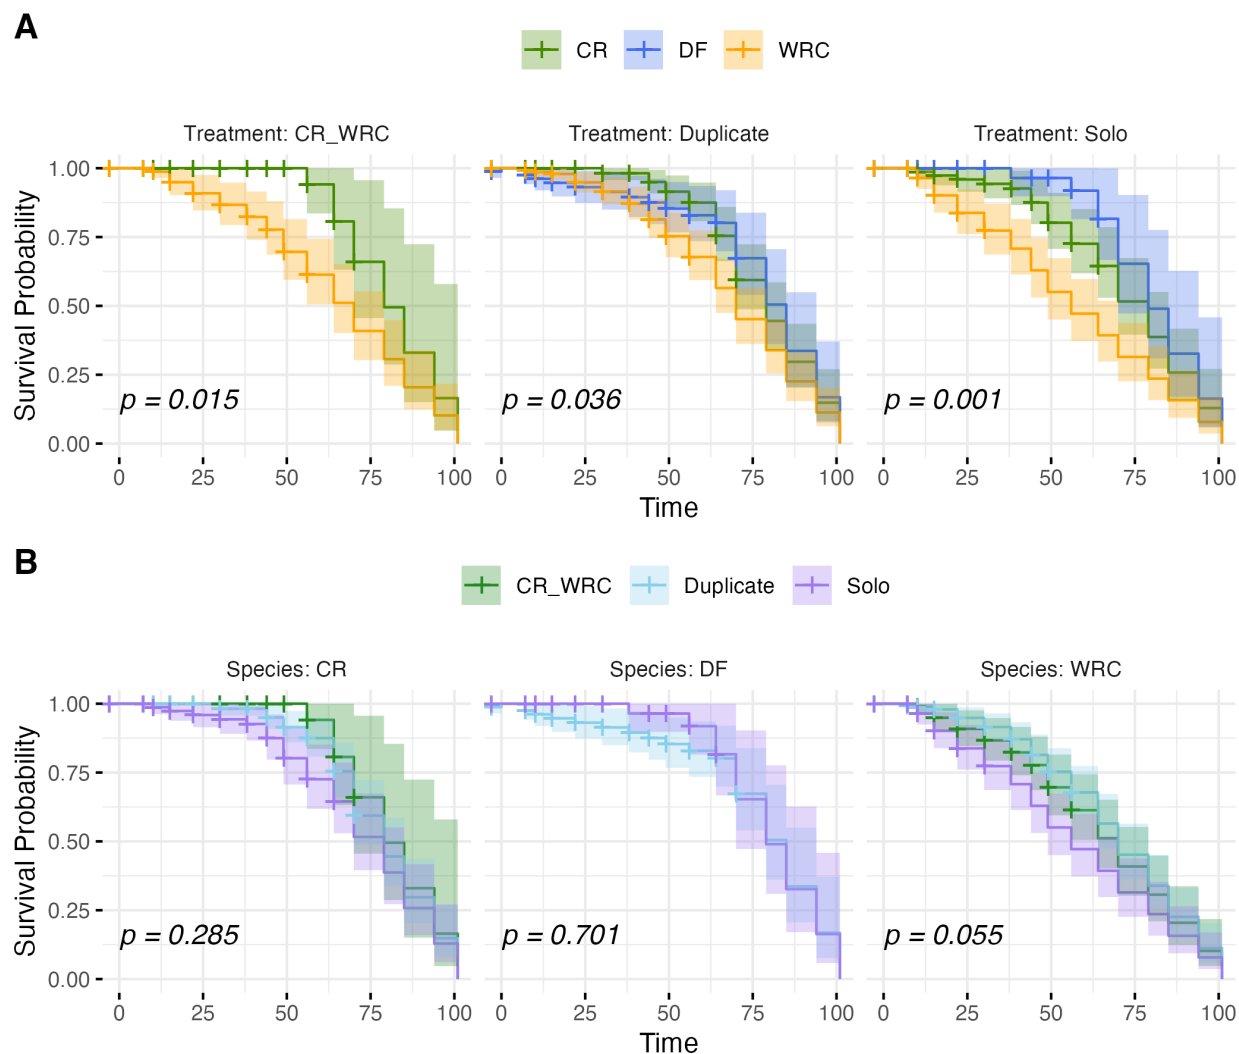 A
CR DF WRC
Treatment: CR_WRC Treatment: Duplicate Treatment: Solo
Survival Probability
1.00
0.75
0.50
0.25
0.00
p = 0.015 p = 0.036 p = 0.001
0 25 50 75 100 0 25 50 75 100 0 25 50 75 100
Time
B
CR_WRC Duplicate Solo
Species: CR Species: DF Species: WRC
Survival Probability
1.00
0.75
0.50
0.25
0.00
p = 0.285 p = 0.701 p = 0.055
0 25 50 75 100 0 25 50 75 100 0 25 50 75 100
Time